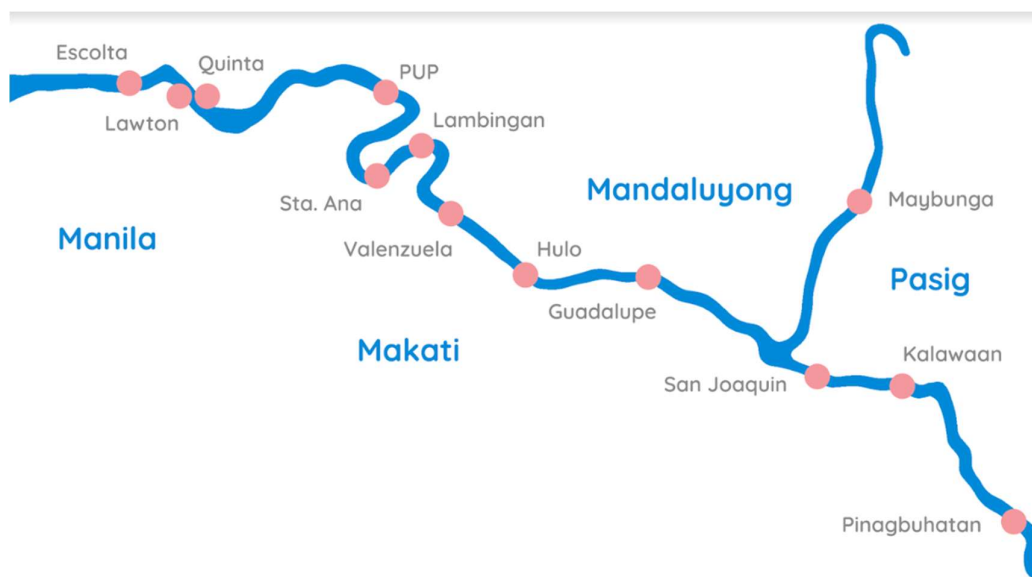 Escolta
Quinta
PUP
Lawton
Lambingan
Sta. Ana
Mandaluyong
Maybunga
Manila
Valenzuela
Hulo
Pasig
Guadalupe
Makati
Kalawaan
San Joaquin
Pinagbuhatan